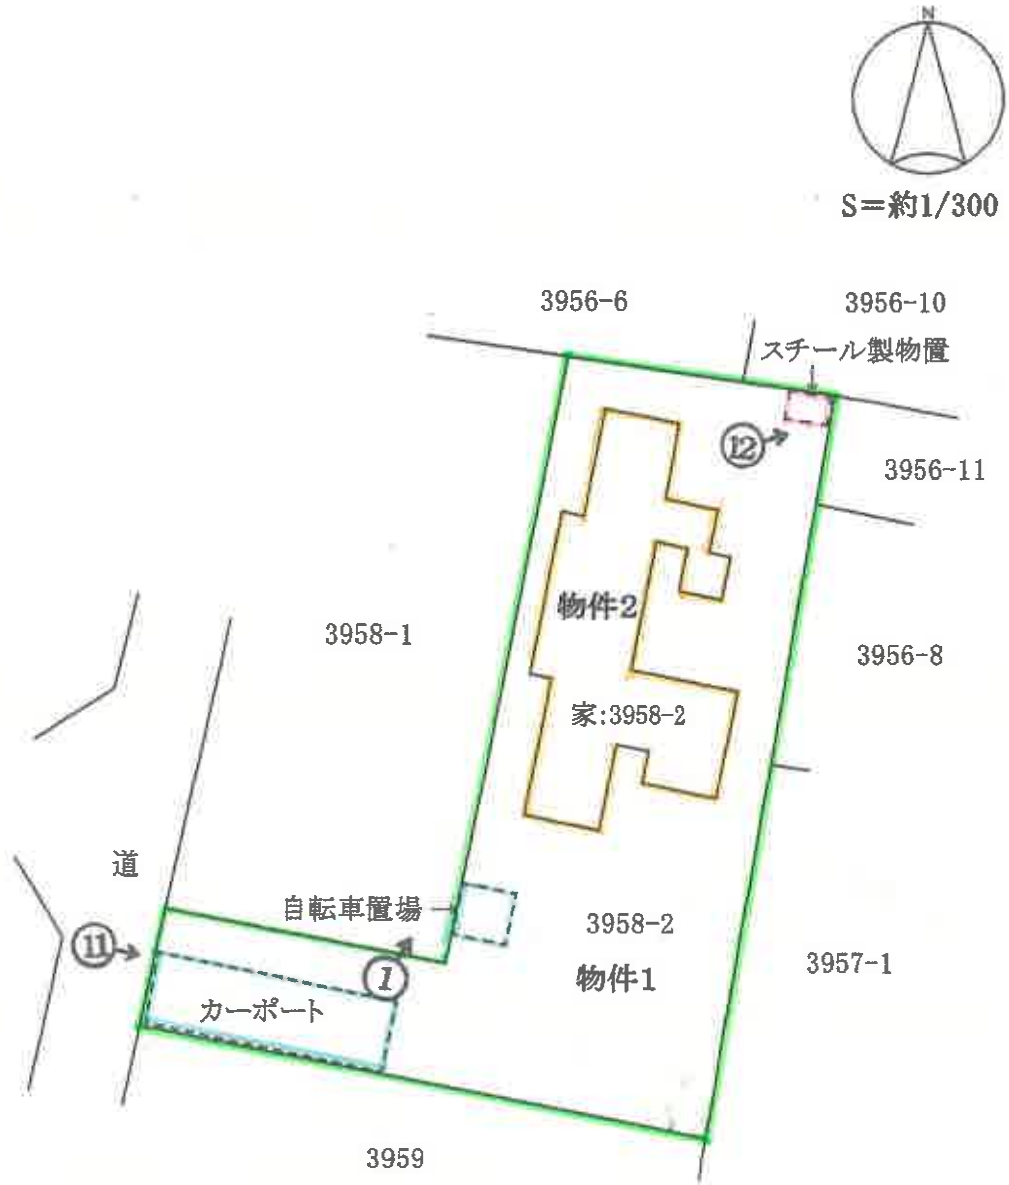 N
S=約1/300
3956-6
3956-10
スチール製物置
⑫
3956-11
物件2
3958-1
3956-8
家:3958-2
道
自転車置場
3958-2
⑪
①
物件1
3957-1
カーポート
3959